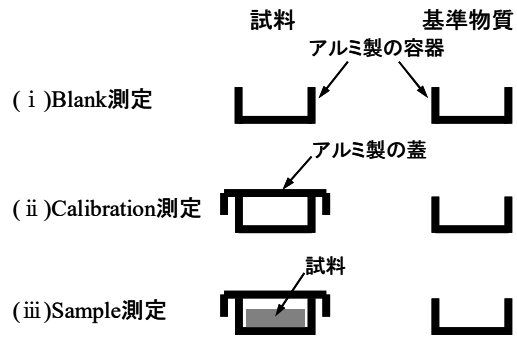 試料 基準物質
アルミ製の容器
(ⅰ)Blank測定
アルミ製の蓋
(ⅱ)Calibration測定
試料
(ⅲ)Sample測定